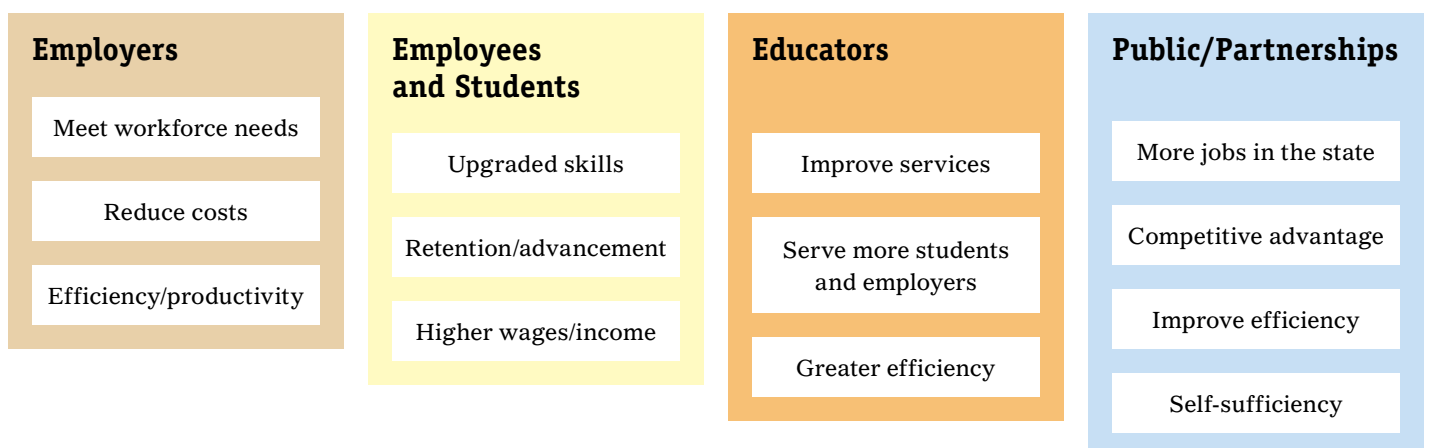 Employers
Meet workforce needs
Reduce costs
Efficiency/productivity
Employees
and Students
Upgraded skills
Retention/advancement
Higher wages/income
Educators
Improve services
Serve more students
and employers
Greater efficiency
Public/Partnerships
More jobs in the state
Competitive advantage
Improve efficiency
Self-sufficiency